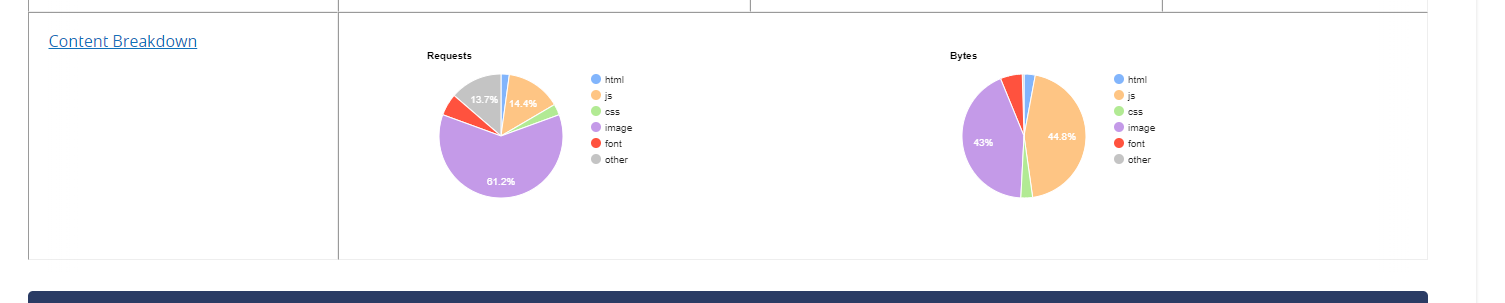 Content Breakdown
Requests
html
js
css
image
font
other
13.7%
14.4%
61.2%
Bytes
html
js
css
image
font
other
43%
44.8%